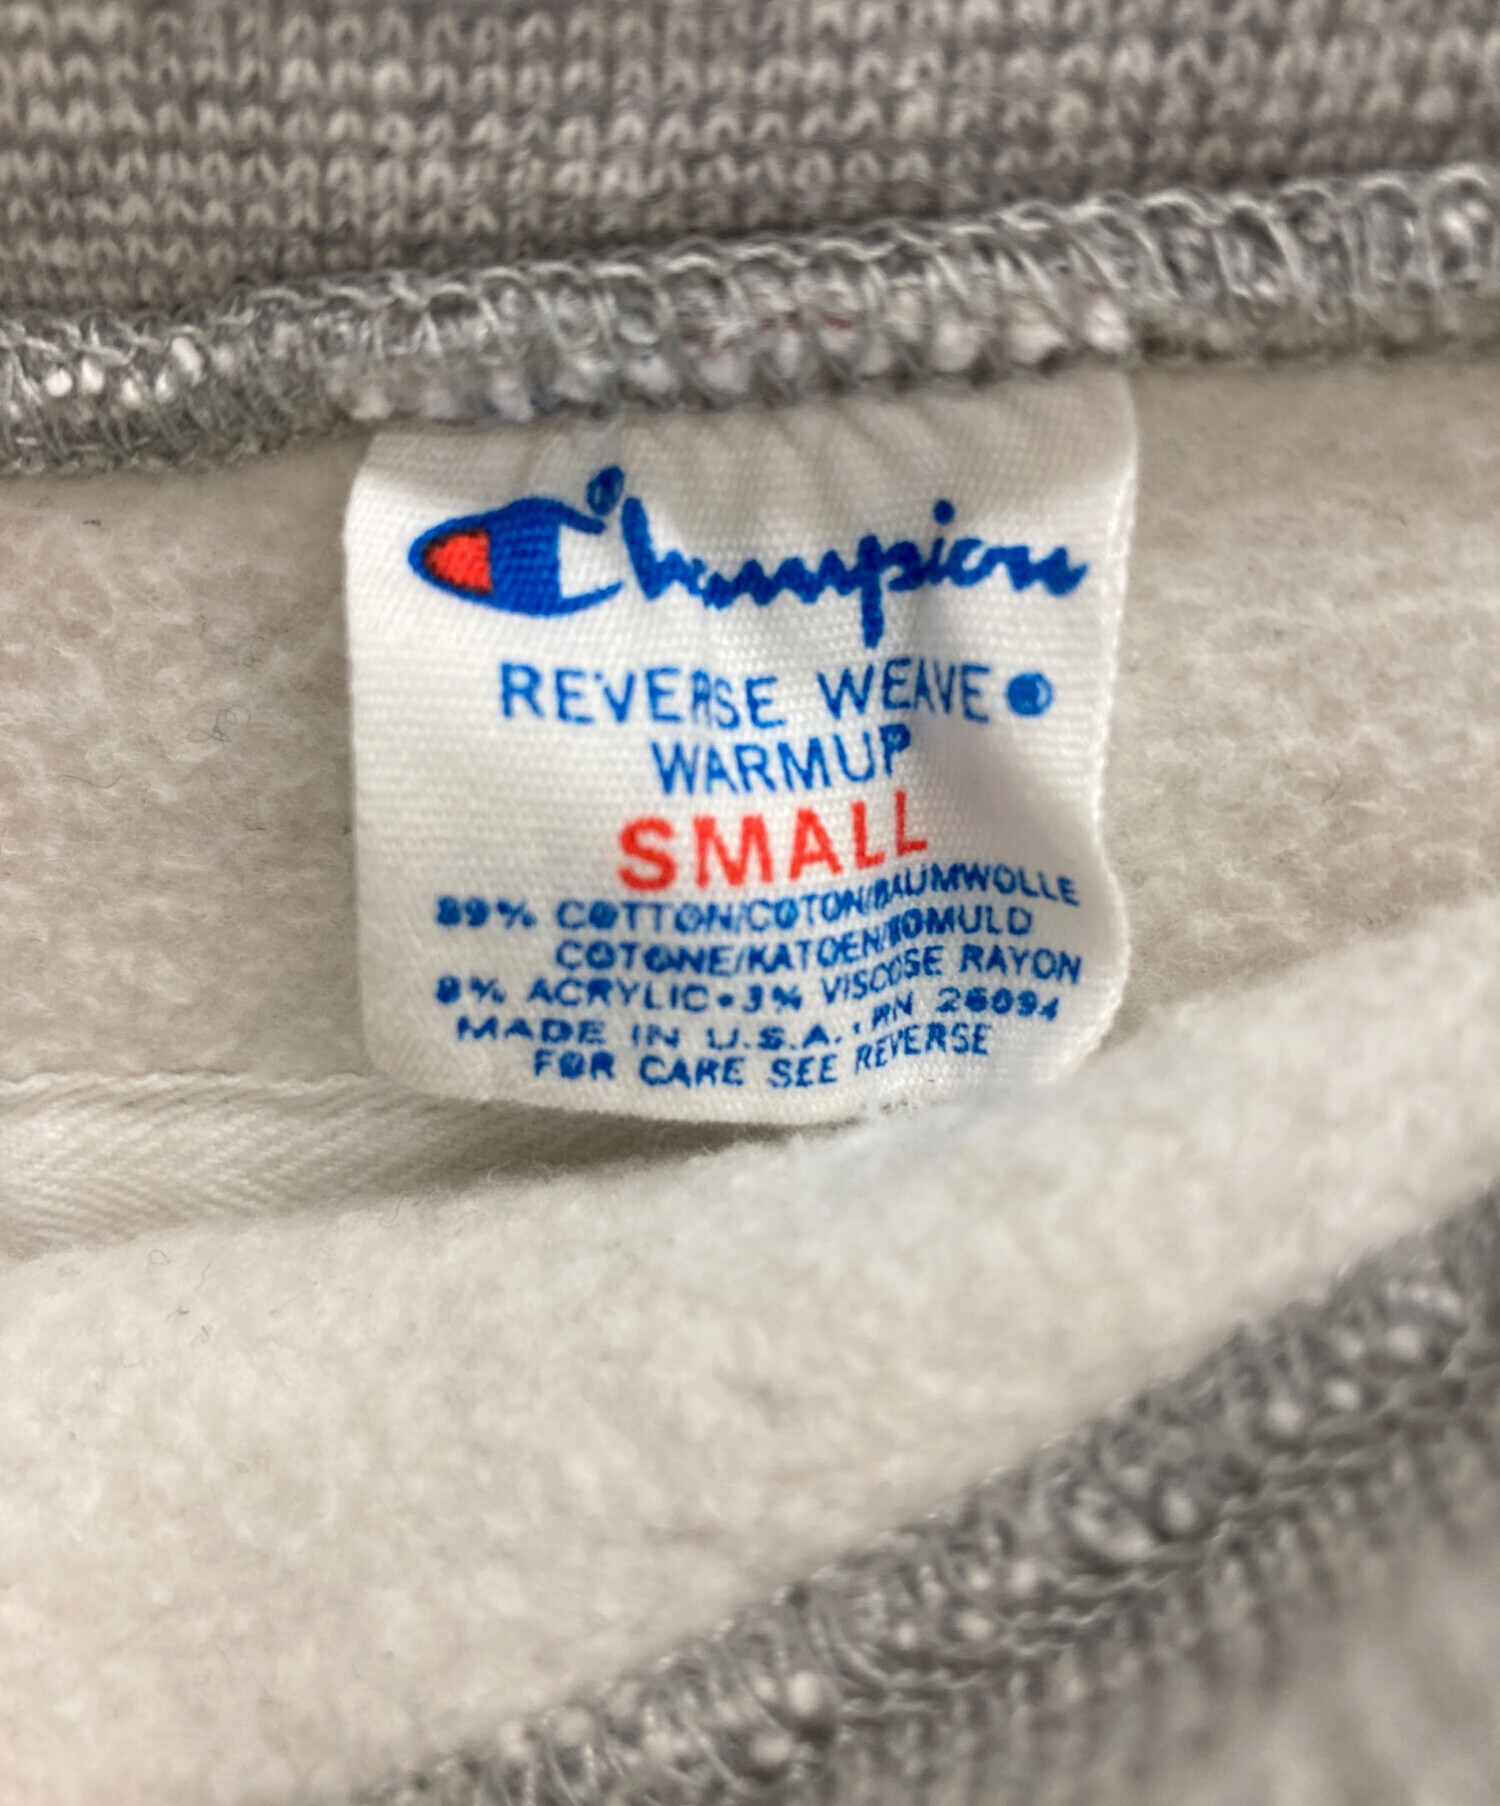 Champion
REVERSE WEAVE®
WARMUP
SMALL
89% COTTON/COTON/BAUMWOLLE
COTONE/KATOEN/BOMULD
8% ACRYLIC•3% VISCOSE RAYON
MADE IN U.S.A. • RN 26094
FOR CARE SEE REVERSE